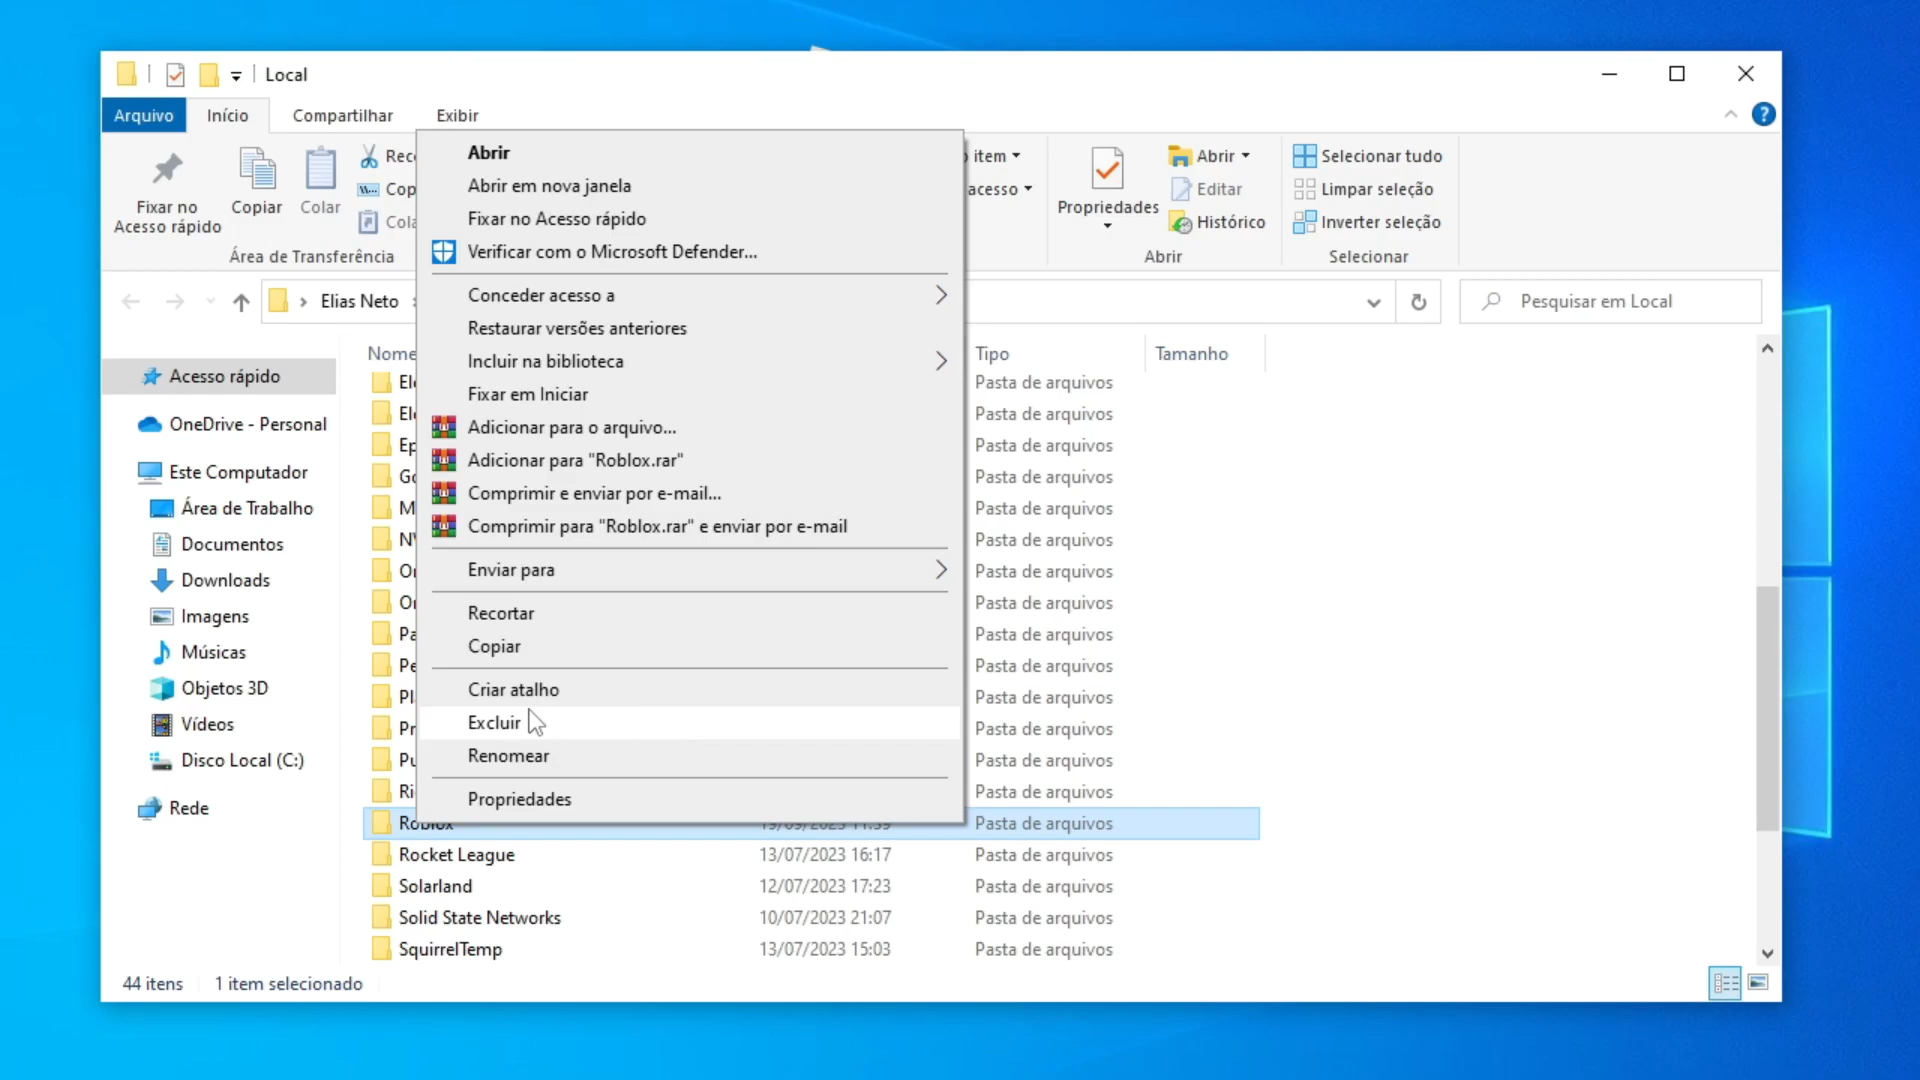 Local
Arquivo Início Compartilhar Exibir
Fixar no
Acesso rápido
Copiar
Colar
Área de Transferência
item
acesso
Propriedades
Abrir
Editar
Histórico
Abrir
Selecionar tudo
Limpar seleção
Inverter seleção
Selecionar
Elias Neto
Pesquisar em Local
Abrir
Abrir em nova janela
Fixar no Acesso rápido
Verificar com o Microsoft Defender...
Conceder acesso a
Restaurar versões anteriores
Incluir na biblioteca
Fixar em Iniciar
Adicionar para o arquivo...
Adicionar para "Roblox.rar"
Comprimir e enviar por e-mail...
Comprimir para "Roblox.rar" e enviar por e-mail
Enviar para
Recortar
Copiar
Criar atalho
Excluir
Renomear
Propriedades
Acesso rápido
OneDrive - Personal
Este Computador
Área de Trabalho
Documentos
Downloads
Imagens
Músicas
Objetos 3D
Vídeos
Disco Local (C:)
Rede
Nome Tipo Tamanho
Pasta de arquivos
Pasta de arquivos
Pasta de arquivos
Pasta de arquivos
Pasta de arquivos
Pasta de arquivos
Pasta de arquivos
Pasta de arquivos
Pasta de arquivos
Pasta de arquivos
Pasta de arquivos
Pasta de arquivos
Pasta de arquivos
Pasta de arquivos
Roblox Pasta de arquivos
Rocket League 13/07/2023 16:17 Pasta de arquivos
Solarland 12/07/2023 17:23 Pasta de arquivos
Solid State Networks 10/07/2023 21:07 Pasta de arquivos
SquirrelTemp 13/07/2023 15:03 Pasta de arquivos
44 itens 1 item selecionado